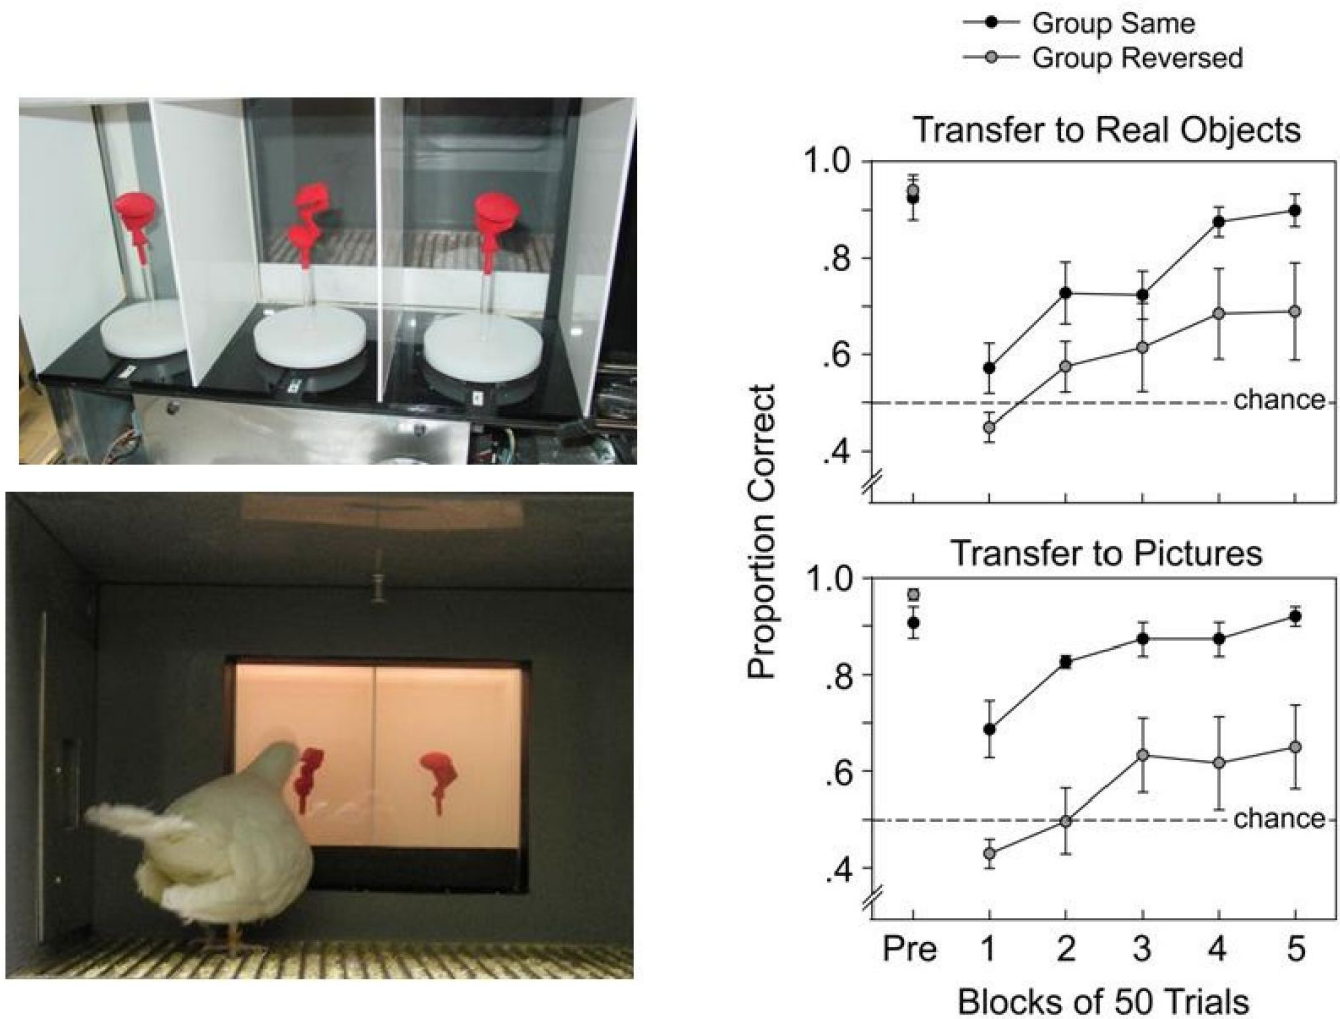 Group Same
Group Reversed
Transfer to Real Objects
1.0
.8
.6
chance
.4
Proportion Correct
Transfer to Pictures
1.0
.8
.6
chance
.4
Pre 1 2 3 4 5
Blocks of 50 Trials